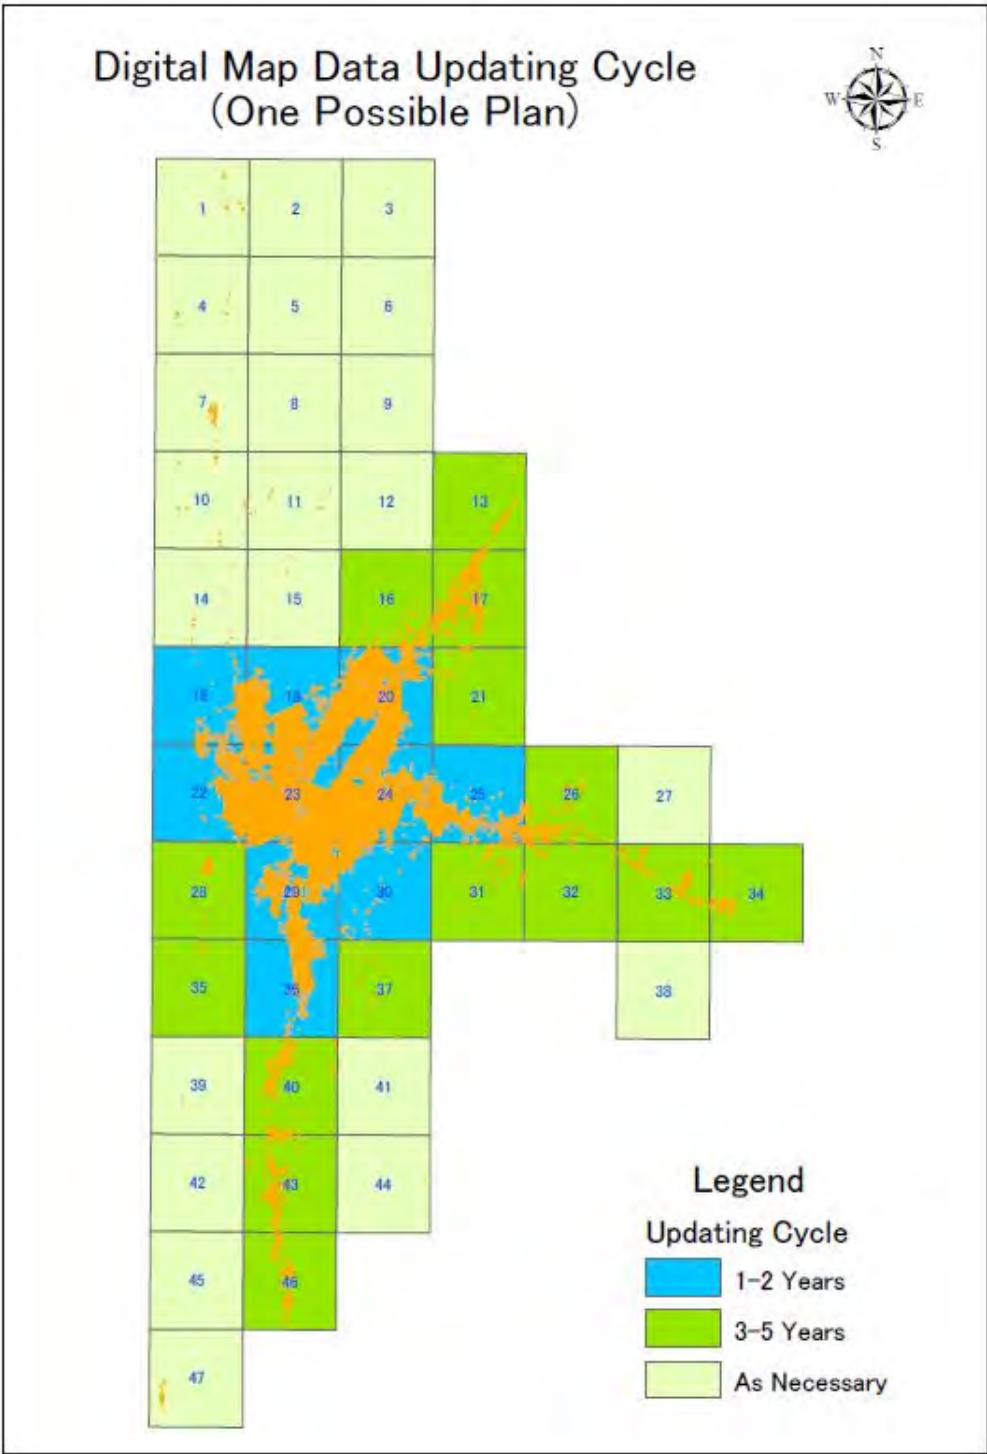 Digital Map Data Updating Cycle
(One Possible Plan)
N
W E
S
1 2 3
4 5 6
7 8 9
10 11 12 13
14 15 16 17
18 19 20 21
22 23 24 25 26 27
28 29 30 31 32 33 34
35 36 37 38
39 40 41
42 43 44
45 46
47
Legend
Updating Cycle
1-2 Years
3-5 Years
As Necessary